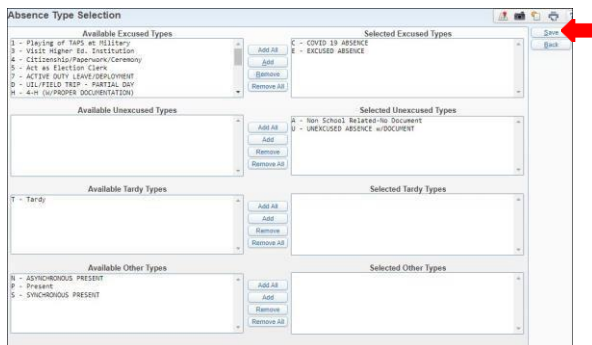 Absence Type Selection
Save
Back
Available Excused Types
Selected Excused Types
1 - Playing of TAPS at Military
3 - Visit Higher Ed. Institution
4 - Citizenship/Paperwork/Ceremony
5 - Act as Election Clerk
7 - ACTIVE DUTY LEAVE/DEPLOYMENT
D - UIL/FIELD TRIP - PARTIAL DAY
H - 4-H (W/PROPER DOCUMENTATION)
Add All
Add
Remove
Remove All
C - COVID 19 ABSENCE
E - EXCUSED ABSENCE
Available Unexcused Types
Selected Unexcused Types
Add All
Add
Remove
Remove All
A - Non School Related-No Document
U - UNEXCUSED ABSENCE w/DOCUMENT
Available Tardy Types
Selected Tardy Types
T - Tardy
Add All
Add
Remove
Remove All
Available Other Types
Selected Other Types
N - ASYNCHRONOUS PRESENT
P - Present
S - SYNCHRONOUS PRESENT
Add All
Add
Remove
Remove All